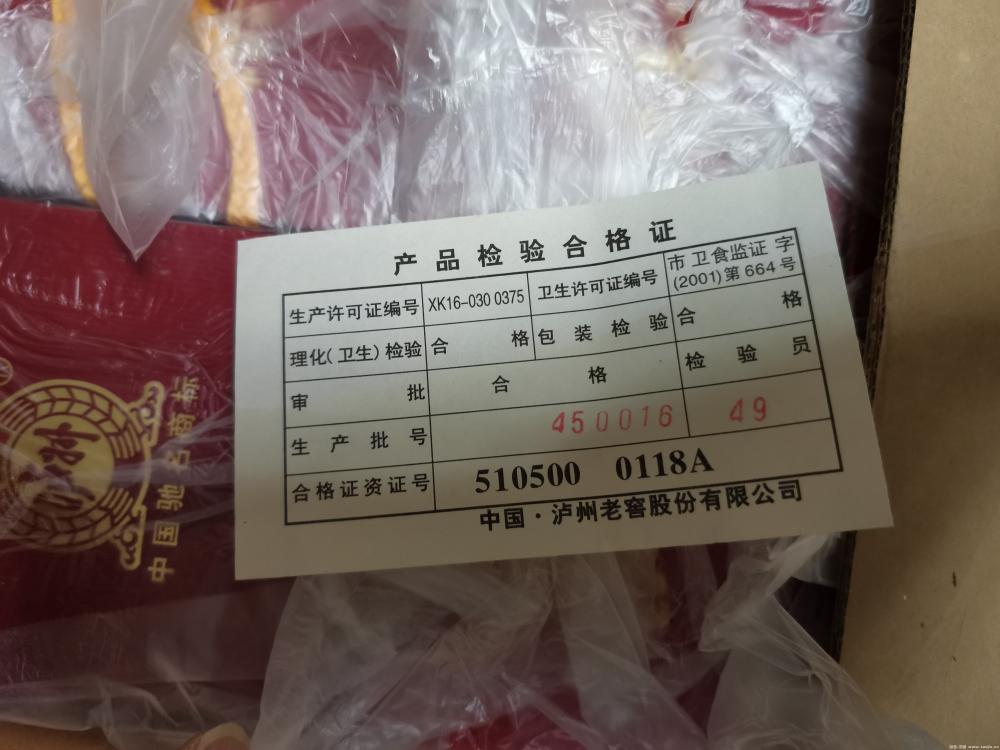 产品检验合格证
生产许可证编号 XK16-030 0375 卫生许可证编号 市卫食监证字
(2001)第664号
理化(卫生)检验 合格 包装检验 合格
审批 合格 检验员
生产批号 450016 49
合格证资证号 510500 0118A
中国·泸州老窖股份有限公司
中国驰名商标